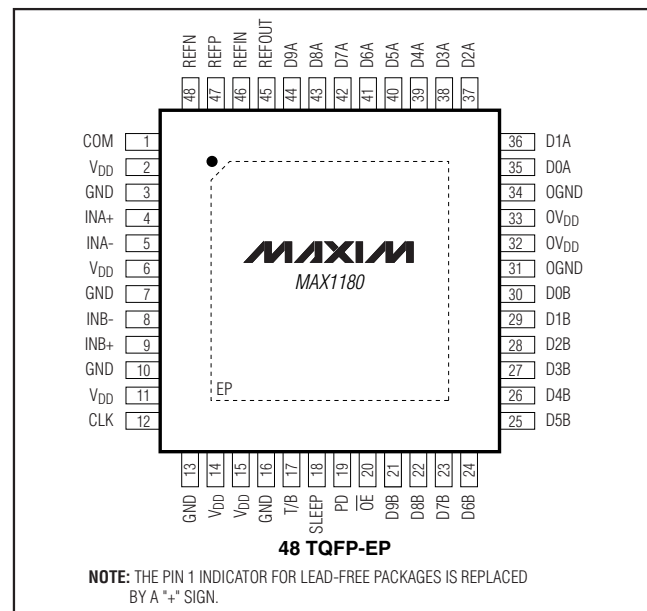 REFN
REFP
REFIN
REFOUT
D9A
D8A
D7A
D6A
D5A
D4A
D3A
D2A
48
47
46
45
44
43
42
41
40
39
38
37
COM 1
VDD 2
GND 3
INA+ 4
INA- 5
VDD 6
GND 7
INB- 8
INB+ 9
GND 10
VDD 11
CLK 12
36 D1A
35 D0A
34 OGND
33 OVDD
32 OVDD
31 OGND
30 D0B
29 D1B
28 D2B
27 D3B
26 D4B
25 D5B
MAXIM
MAX1180
EP
13
14
15
16
17
18
19
20
21
22
23
24
GND
VDD
VDD
GND
T/B
SLEEP
PD
OE
D9B
D8B
D7B
D6B
48 TQFP-EP
NOTE: THE PIN 1 INDICATOR FOR LEAD-FREE PACKAGES IS REPLACED
BY A "+" SIGN.